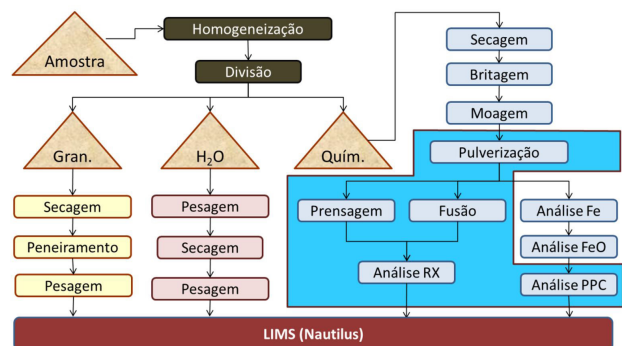 Amostra
Homogeneização
Divisão
Gran.
H₂O
Quím.
Secagem
Peneiramento
Pesagem
Pesagem
Secagem
Pesagem
Secagem
Britagem
Moagem
Pulverização
Prensagem
Fusão
Análise RX
Análise Fe
Análise FeO
Análise PPC
LIMS (Nautilus)